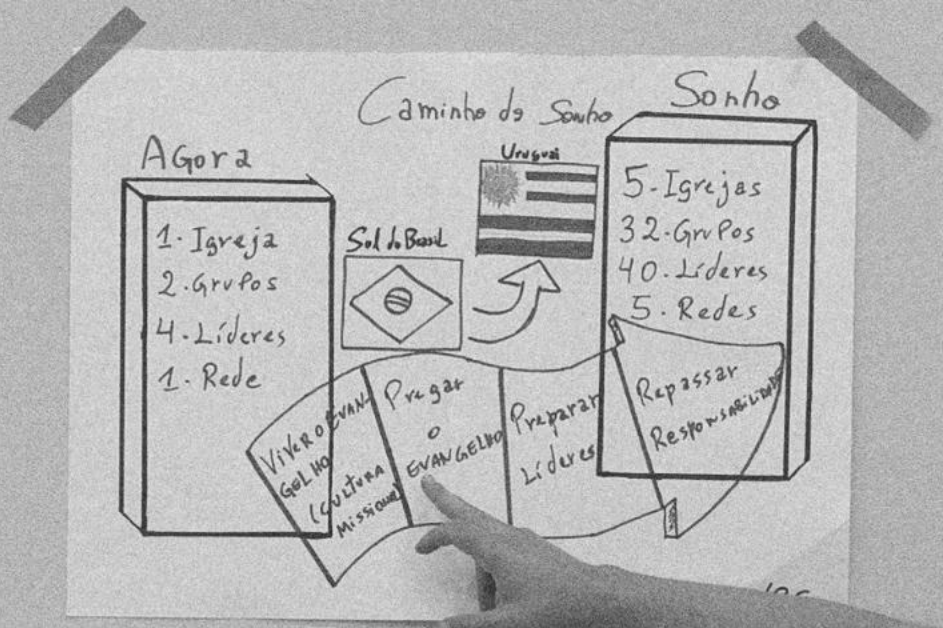 Caminho do Sonho
Sonho
Agora
Uruguai
Sul do Brasil
1. Igreja
2. Grupos
4. Líderes
1. Rede
5. Igrejas
32. Grupos
40. Líderes
5. Redes
Viver o Evan-
gelho
(Cultura
Missional)
Pregar
o
Evangelho
Preparar
Líderes
Repassar
Responsabilidade